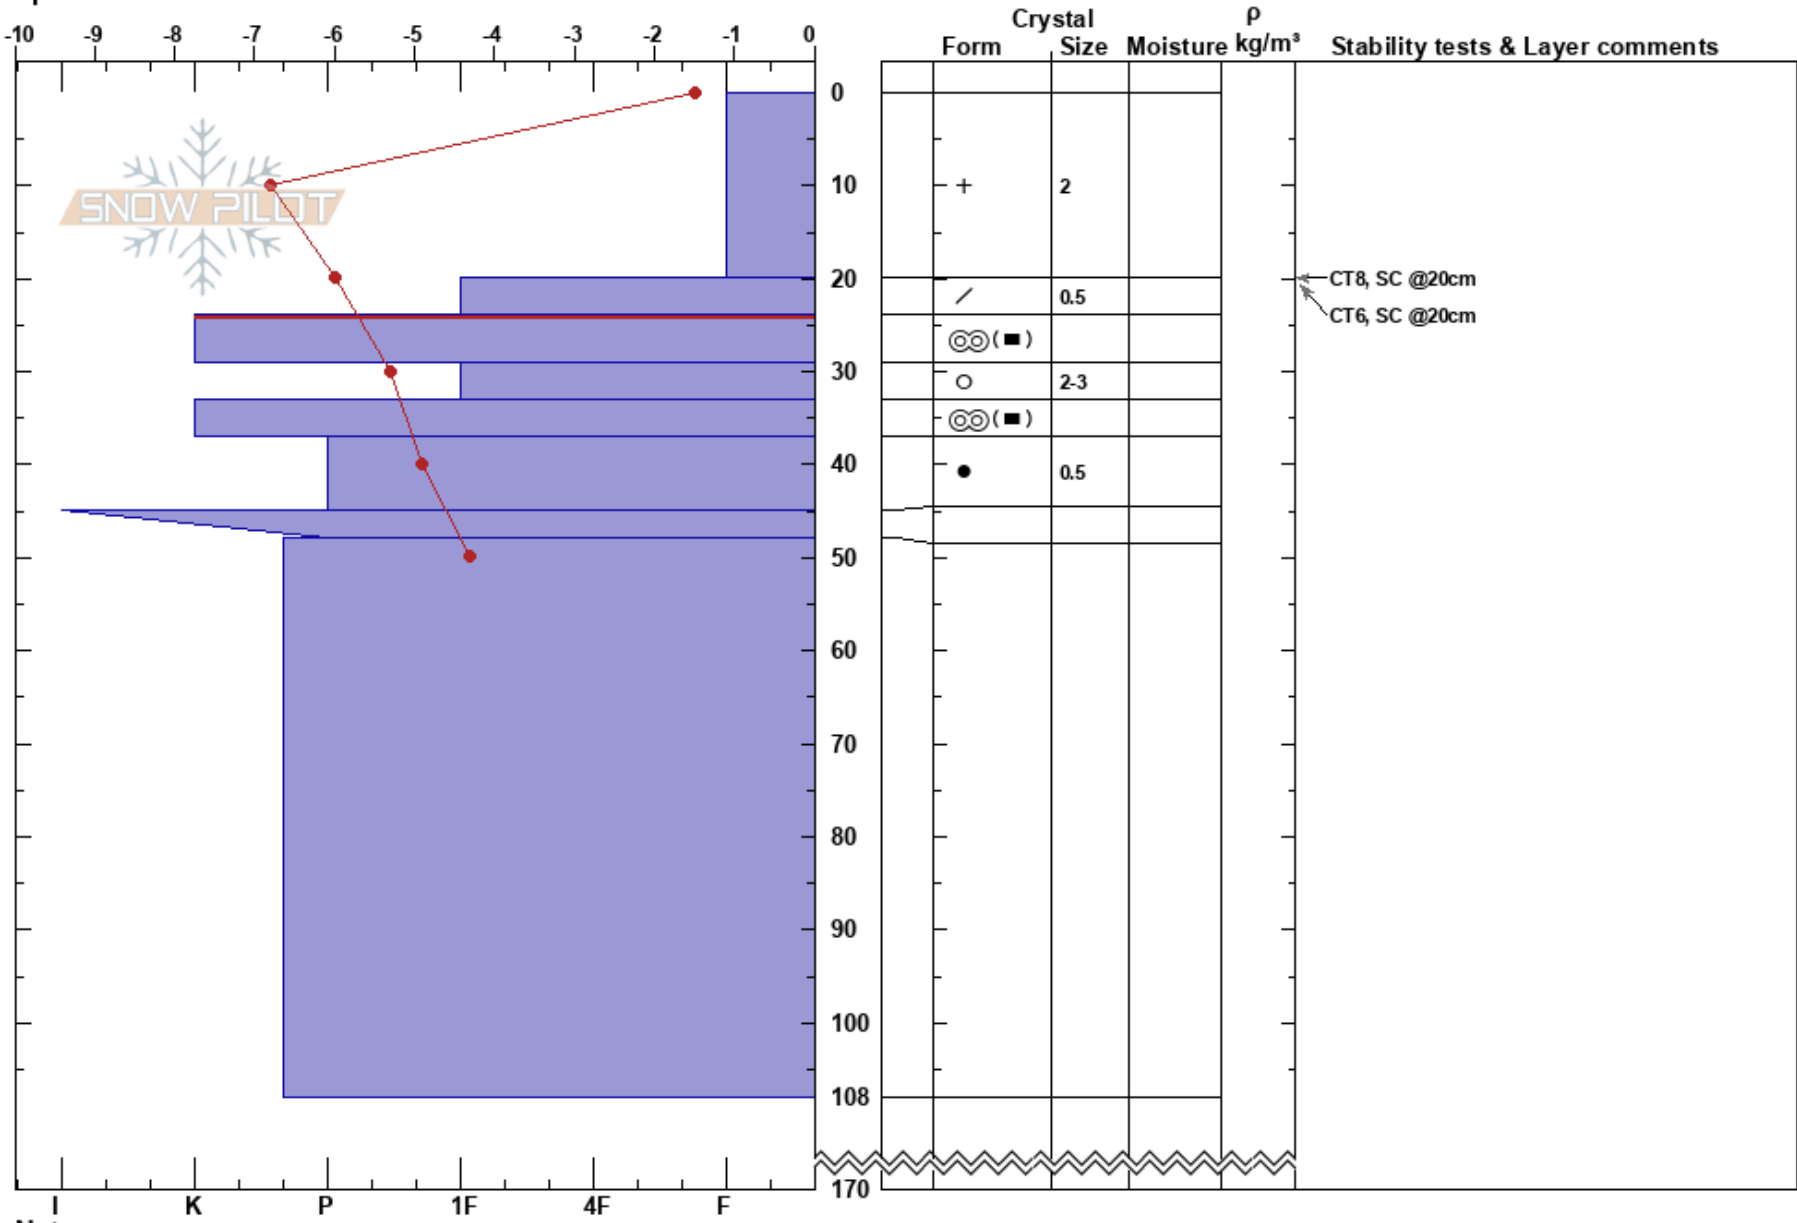 Crystal ρ
Form Size Moisture kg/m³ Stability tests & Layer comments
-10 -9 -8 -7 -6 -5 -4 -3 -2 -1 0
0
SNOW PILOT
10 + 2
20 CT8, SC @20cm
/ 0.5
CT6, SC @20cm
(■)
30
○ 2-3
(■)
40 ● 0.5
50
60
70
80
90
100
108
170
I K P 1F 4F F